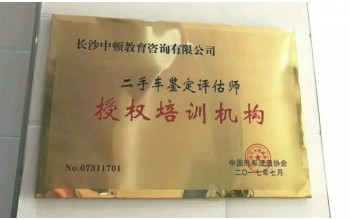 长沙中顿教育咨询有限公司
二手车鉴定评估师
授权培训机构
No.07311701
中国汽车流通协会
二〇一七年七月